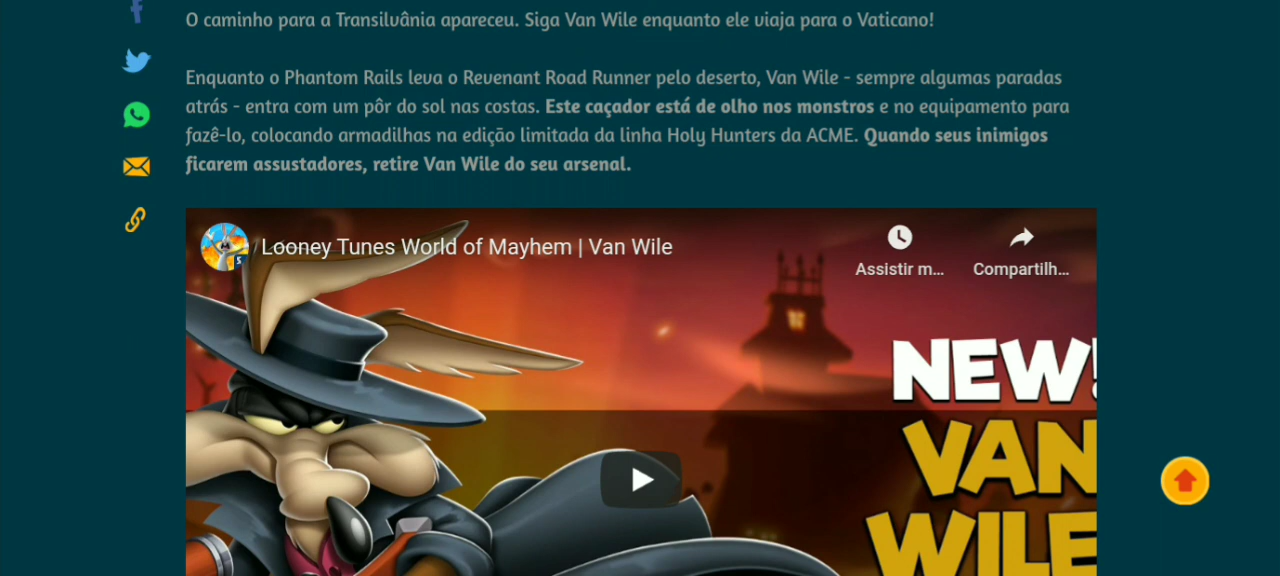 O caminho para a Transilvânia apareceu. Siga Van Wile enquanto ele viaja para o Vaticano!
Enquanto o Phantom Rails leva o Revenant Road Runner pelo deserto, Van Wile - sempre algumas paradas
atrás - entra com um pôr do sol nas costas. Este caçador está de olho nos monstros e no equipamento para
fazê-lo, colocando armadilhas na edição limitada da linha Holy Hunters da ACME. Quando seus inimigos
ficarem assustadores, retire Van Wile do seu arsenal.
Looney Tunes World of Mayhem | Van Wile
Assistir m...
Compartilh...
NEW!
VAN
WILE